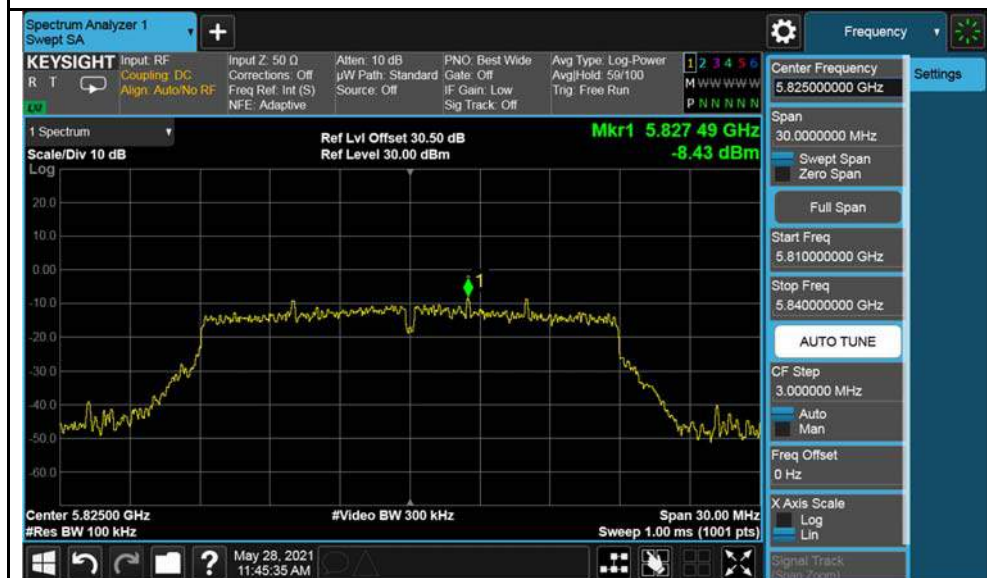 Spectrum Analyzer 1
Swept SA
+
Frequency
KEYSIGHT
R T
LV
Input: RF
Coupling: DC
Align: Auto/No RF
Input Z: 50 Ω
Corrections: Off
Freq Ref: Int (S)
NFE: Adaptive
Atten: 10 dB
µW Path: Standard
Source: Off
PNO: Best Wide
Gate: Off
IF Gain: Low
Sig Track: Off
Avg Type: Log-Power
Avg|Hold: 59/100
Trig: Free Run
1 2 3 4 5 6
M W W W W W
P N N N N N
Center Frequency
5.825000000 GHz
Settings
Span
30.0000000 MHz
Swept Span
Zero Span
Full Span
Start Freq
5.810000000 GHz
Stop Freq
5.840000000 GHz
AUTO TUNE
CF Step
3.000000 MHz
Auto
Man
Freq Offset
0 Hz
X Axis Scale
Log
Lin
Signal Track
(Span Zoom)
1 Spectrum
Scale/Div 10 dB
Ref Lvl Offset 30.50 dB
Ref Level 30.00 dBm
Mkr1 5.827 49 GHz
-8.43 dBm
Log
20.0
10.0
0.00
-10.0
-20.0
-30.0
-40.0
-50.0
-60.0
1
Center 5.82500 GHz
#Res BW 100 kHz
#Video BW 300 kHz
Span 30.00 MHz
Sweep 1.00 ms (1001 pts)
?
May 28, 2021
11:45:35 AM